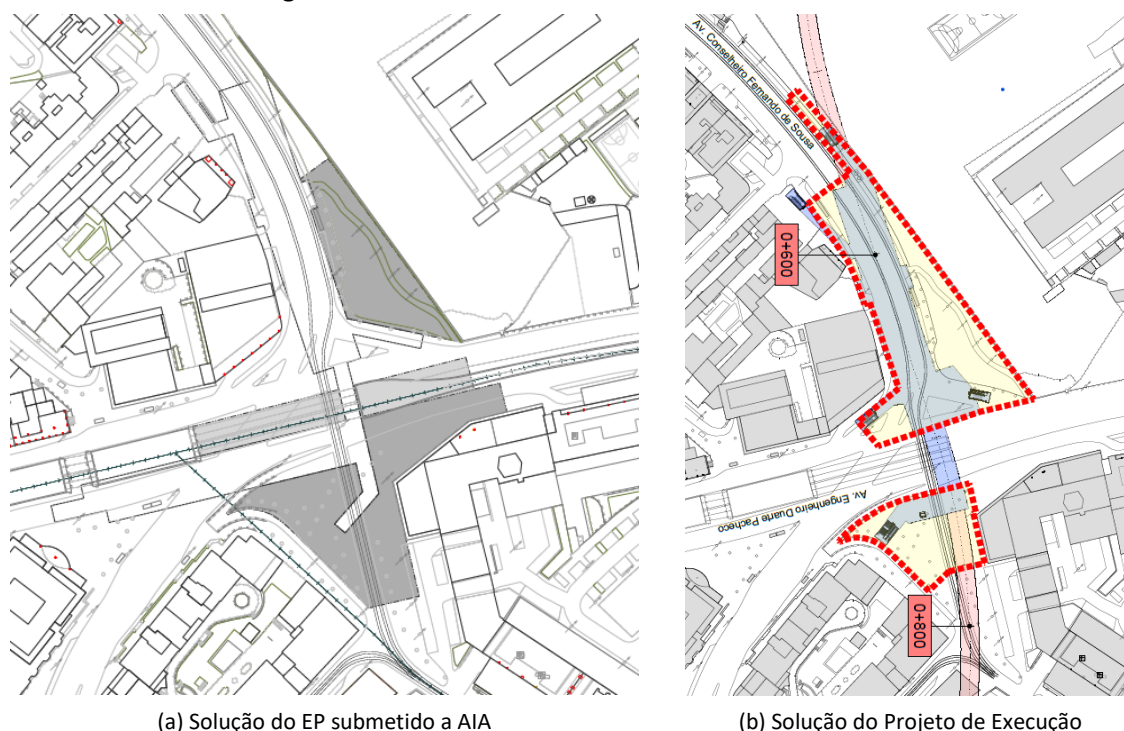 Av. Conselheiro Fernando de Sousa
0+600
Av. Engenheiro Duarte Pacheco
0+800
(a) Solução do EP submetido a AIA
(b) Solução do Projeto de Execução